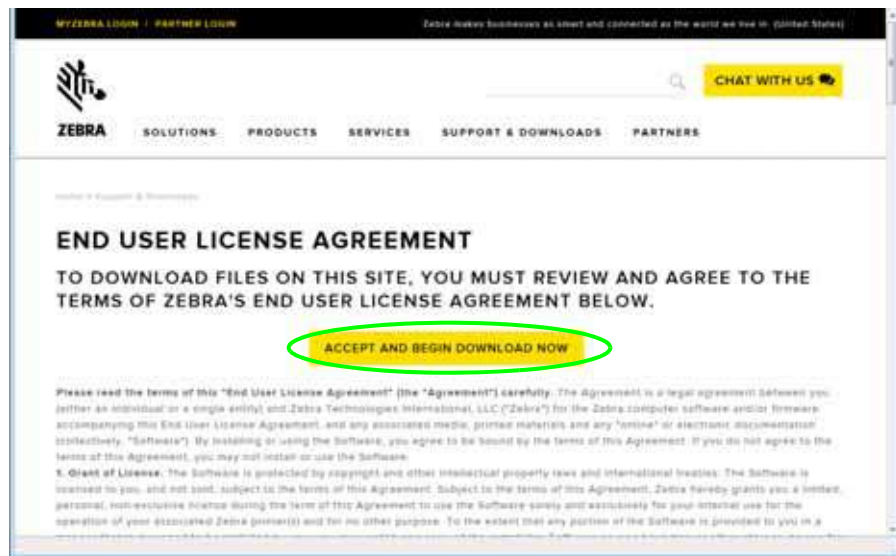 MYZEBRA LOGIN / PARTNER LOGIN
Zebra makes businesses as smart and connected as the world we live in. (United States)
CHAT WITH US
ZEBRA
SOLUTIONS PRODUCTS SERVICES SUPPORT & DOWNLOADS PARTNERS
Home > Support & Downloads
END USER LICENSE AGREEMENT
TO DOWNLOAD FILES ON THIS SITE, YOU MUST REVIEW AND AGREE TO THE
TERMS OF ZEBRA'S END USER LICENSE AGREEMENT BELOW.
ACCEPT AND BEGIN DOWNLOAD NOW
Please read the terms of this "End User License Agreement" (the "Agreement") carefully. The Agreement is a legal agreement between you
(either an individual or a single entity) and Zebra Technologies International, LLC ("Zebra") for the Zebra computer software and/or firmware
accompanying this End User License Agreement, and any associated media, printed materials and any "online" or electronic documentation
(collectively, "Software"). By installing or using the Software, you agree to be bound by the terms of this Agreement. If you do not agree to the
terms of this Agreement, you may not install or use the Software.
1. Grant of License. The Software is protected by copyright and other intellectual property laws and international treaties. The Software is
licensed to you, and not sold, subject to the terms of this Agreement. Subject to the terms of this Agreement, Zebra hereby grants you a limited,
personal, non-exclusive license during the term of this Agreement to use the Software solely and exclusively for your internal use for the
operation of your associated Zebra printer(s) and for no other purpose. To the extent that any portion of the Software is provided to you in a